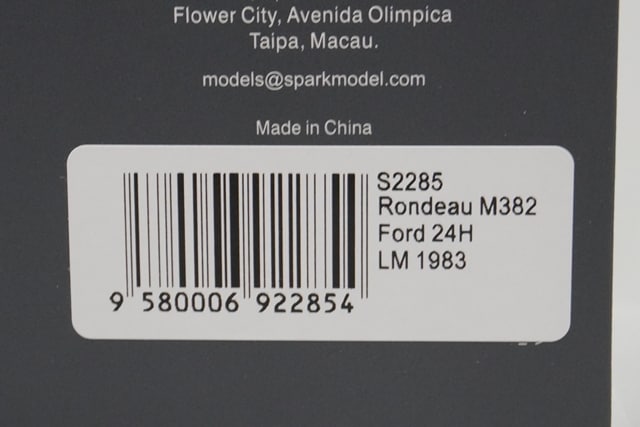 Flower City, Avenida Olimpica
Taipa, Macau.
models@sparkmodel.com
Made in China
S2285
Rondeau M382
Ford 24H
LM 1983
9 580006 922854